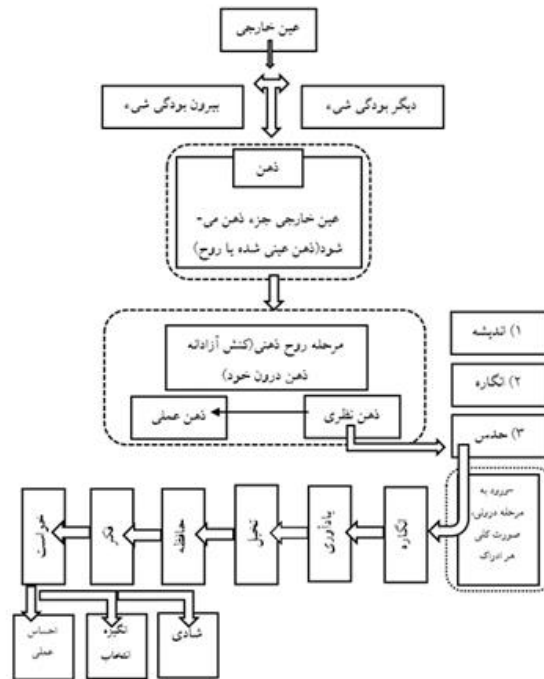 عین خارجی
دیگر بودگی شیء
بیرون بودگی شیء
ذهن
عین خارجی جزء ذهن می-
شود(ذهن عینی شده یا روح)
مرحله روح ذهنی(کنش آزادانه
ذهن درون خود)
ذهن نظری
ذهن عملی
۱) اندیشه
۲) انگاره
۳) حدس
ورود به
مرحله درونی،
صورت کلی
هر ادراک
انگاره
یادآوری
تخیل
حافظه
فکر
خواست
شادی
انگیزه
انتخاب
احساس
عملی